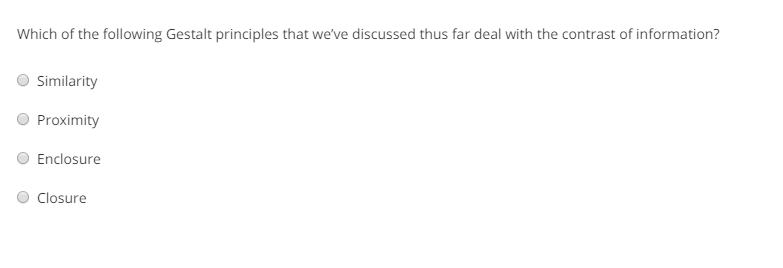 Which of the following Gestalt principles that we've discussed thus far deal with the contrast of information?
Similarity
Proximity
Enclosure
Closure